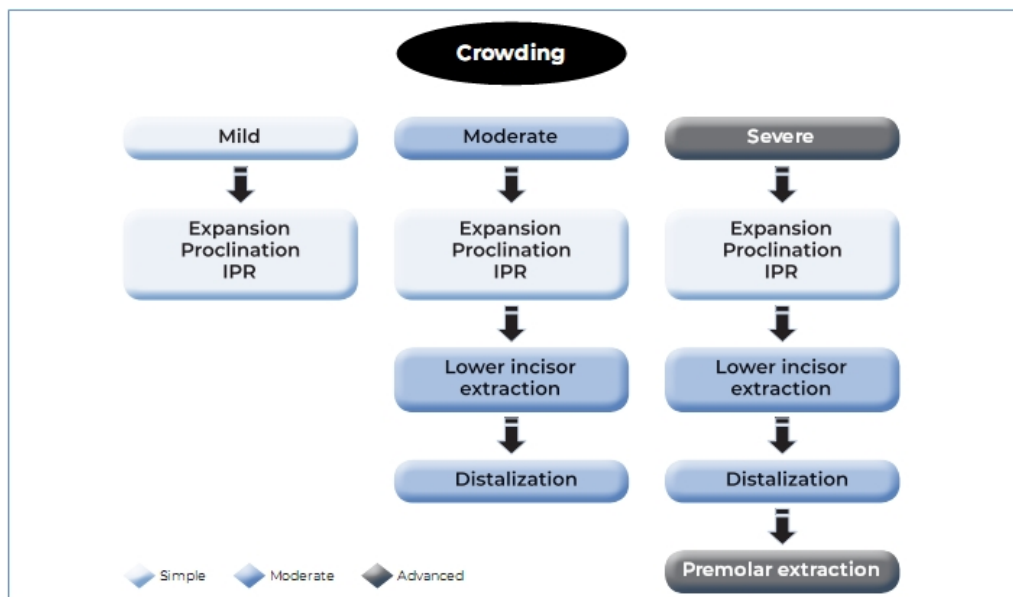 Crowding
Mild
Moderate
Severe
Expansion
Proclination
IPR
Expansion
Proclination
IPR
Expansion
Proclination
IPR
Lower incisor
extraction
Lower incisor
extraction
Distalization
Distalization
Premolar extraction
Simple
Moderate
Advanced